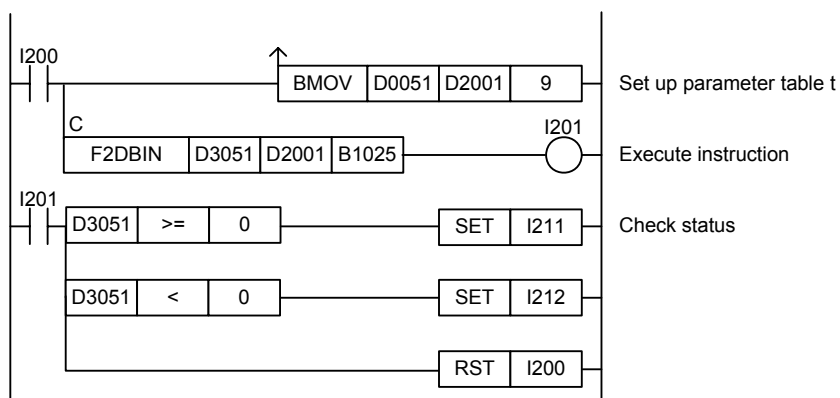 I200
BMOV D0051 D2001 9 Set up parameter table t
C I201
F2DBIN D3051 D2001 B1025 Execute instruction
I201
D3051 >= 0 SET I211 Check status
D3051 < 0 SET I212
RST I200